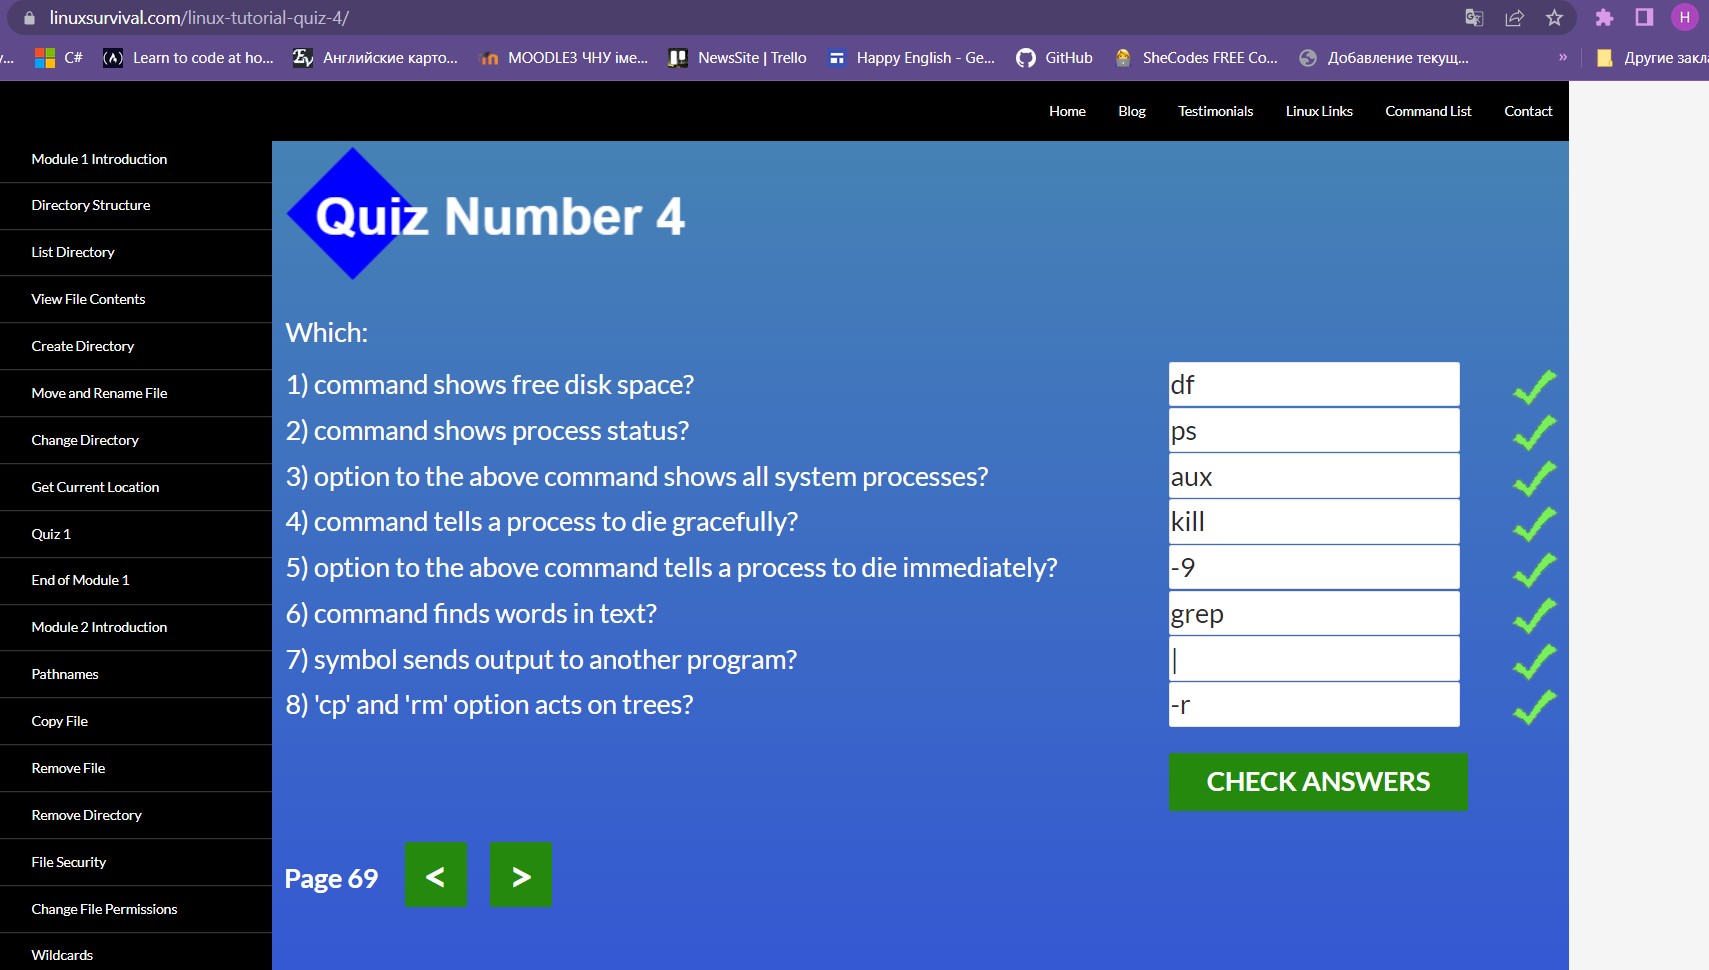 linuxsurvival.com/linux-tutorial-quiz-4/
H
C#
Learn to code at ho...
Английские карто...
MOODLE3 ЧНУ іме...
NewsSite | Trello
Happy English - Ge...
GitHub
SheCodes FREE Co...
Добавление текущ...
»
Другие закла
Home
Blog
Testimonials
Linux Links
Command List
Contact
Module 1 Introduction
Directory Structure
List Directory
View File Contents
Create Directory
Move and Rename File
Change Directory
Get Current Location
Quiz 1
End of Module 1
Module 2 Introduction
Pathnames
Copy File
Remove File
Remove Directory
File Security
Change File Permissions
Wildcards
Quiz Number 4
Which:
1) command shows free disk space? df
2) command shows process status? ps
3) option to the above command shows all system processes? aux
4) command tells a process to die gracefully? kill
5) option to the above command tells a process to die immediately? -9
6) command finds words in text? grep
7) symbol sends output to another program? |
8) 'cp' and 'rm' option acts on trees? -r
CHECK ANSWERS
Page 69 < >